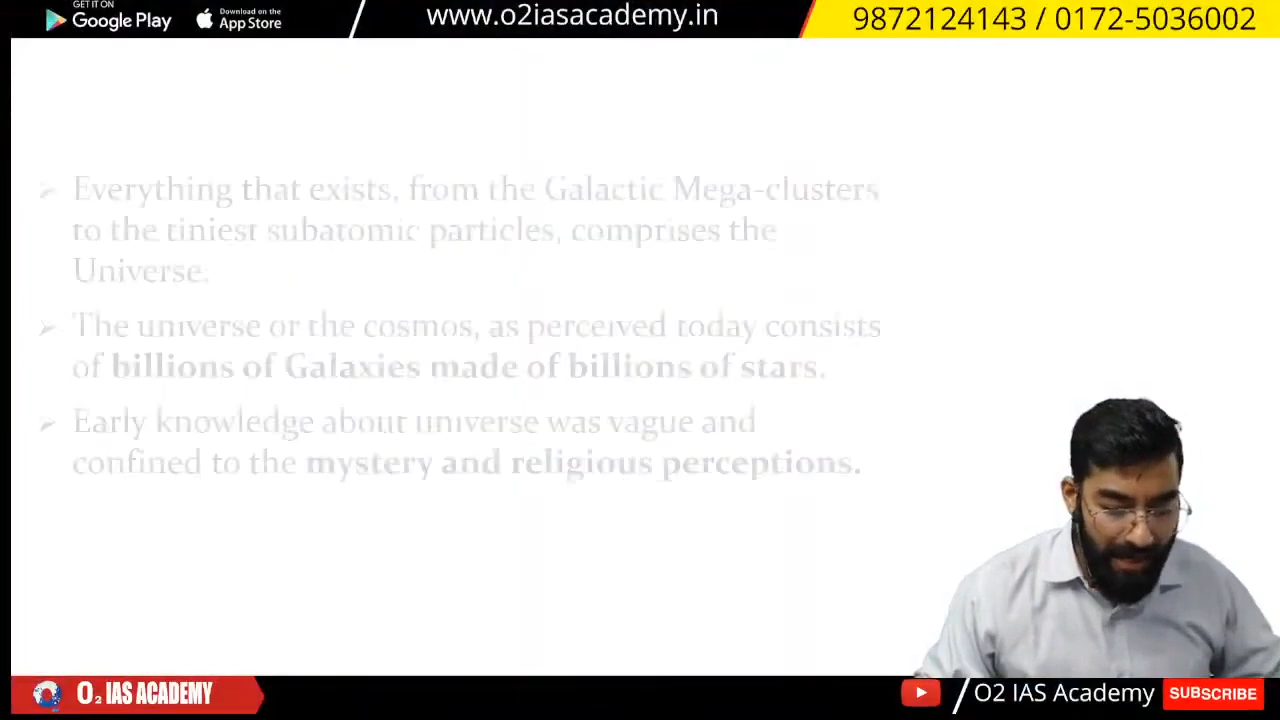 GET IT ON
Google Play
Download on the
App Store
www.o2iasacademy.in
9872124143 / 0172-5036002
Everything that exists, from the Galactic Mega-clusters
to the tiniest subatomic particles, comprises the
Universe.
The universe or the cosmos, as perceived today consists
of billions of Galaxies made of billions of stars.
Early knowledge about universe was vague and
confined to the mystery and religious perceptions.
O2 IAS ACADEMY
O2 IAS Academy
SUBSCRIBE